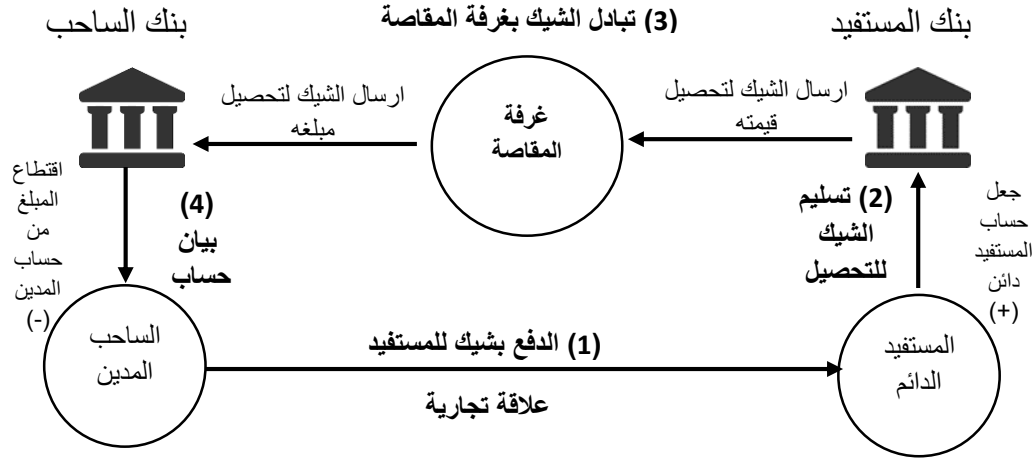 بنك المستفيد
(3) تبادل الشيك بغرفة المقاصة
بنك الساحب
ارسال الشيك لتحصيل
قيمته
غرفة
المقاصة
ارسال الشيك لتحصيل
مبلغه
جعل
حساب
المستفيد
دائن
(+)
(2) تسليم
الشيك
للتحصيل
(4)
بيان
حساب
اقتطاع
المبلغ
من
حساب
المدين
(-)
المستفيد
الدائم
(1) الدفع بشيك للمستفيد
علاقة تجارية
الساحب
المدين